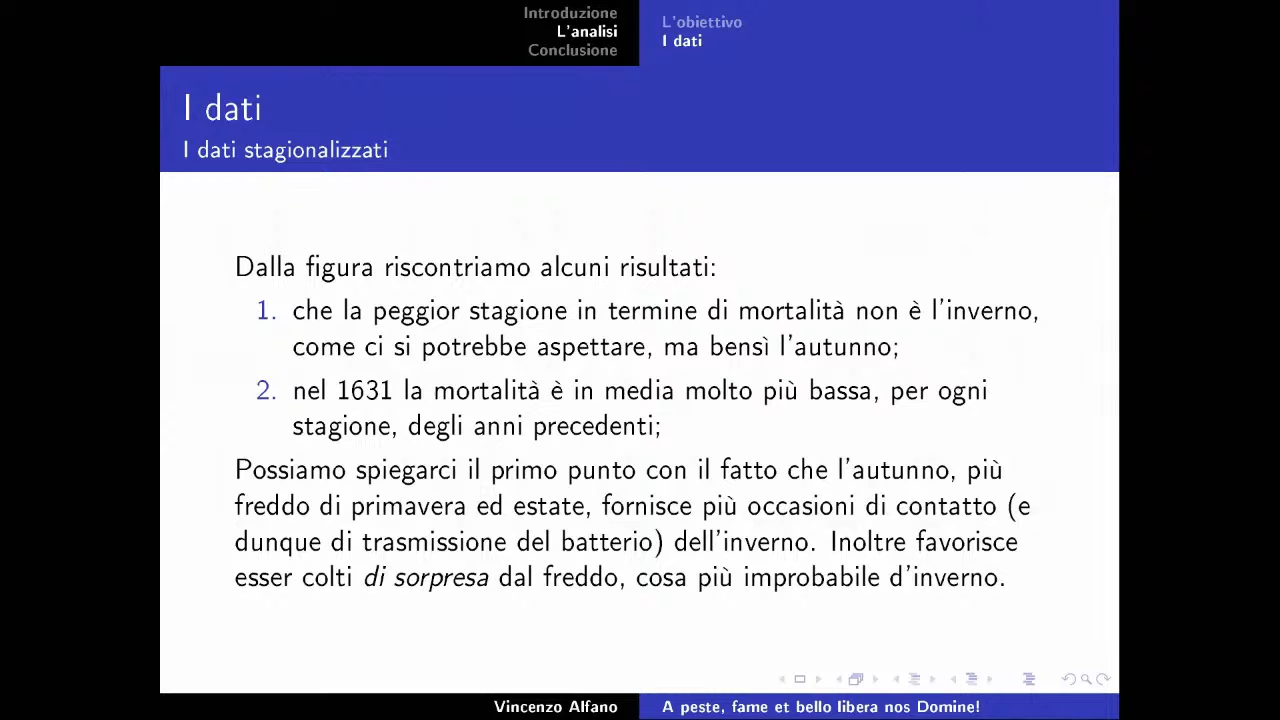 Introduzione
L'analisi
Conclusione
L'obiettivo
I dati
I dati
I dati stagionalizzati
Dalla figura riscontriamo alcuni risultati:
1. che la peggior stagione in termine di mortalità non è l'inverno,
come ci si potrebbe aspettare, ma bensì l'autunno;
2. nel 1631 la mortalità è in media molto più bassa, per ogni
stagione, degli anni precedenti;
Possiamo spiegarci il primo punto con il fatto che l'autunno, più
freddo di primavera ed estate, fornisce più occasioni di contatto (e
dunque di trasmissione del batterio) dell'inverno. Inoltre favorisce
esser colti di sorpresa dal freddo, cosa più improbabile d'inverno.
Vincenzo Alfano
A peste, fame et bello libera nos Domine!